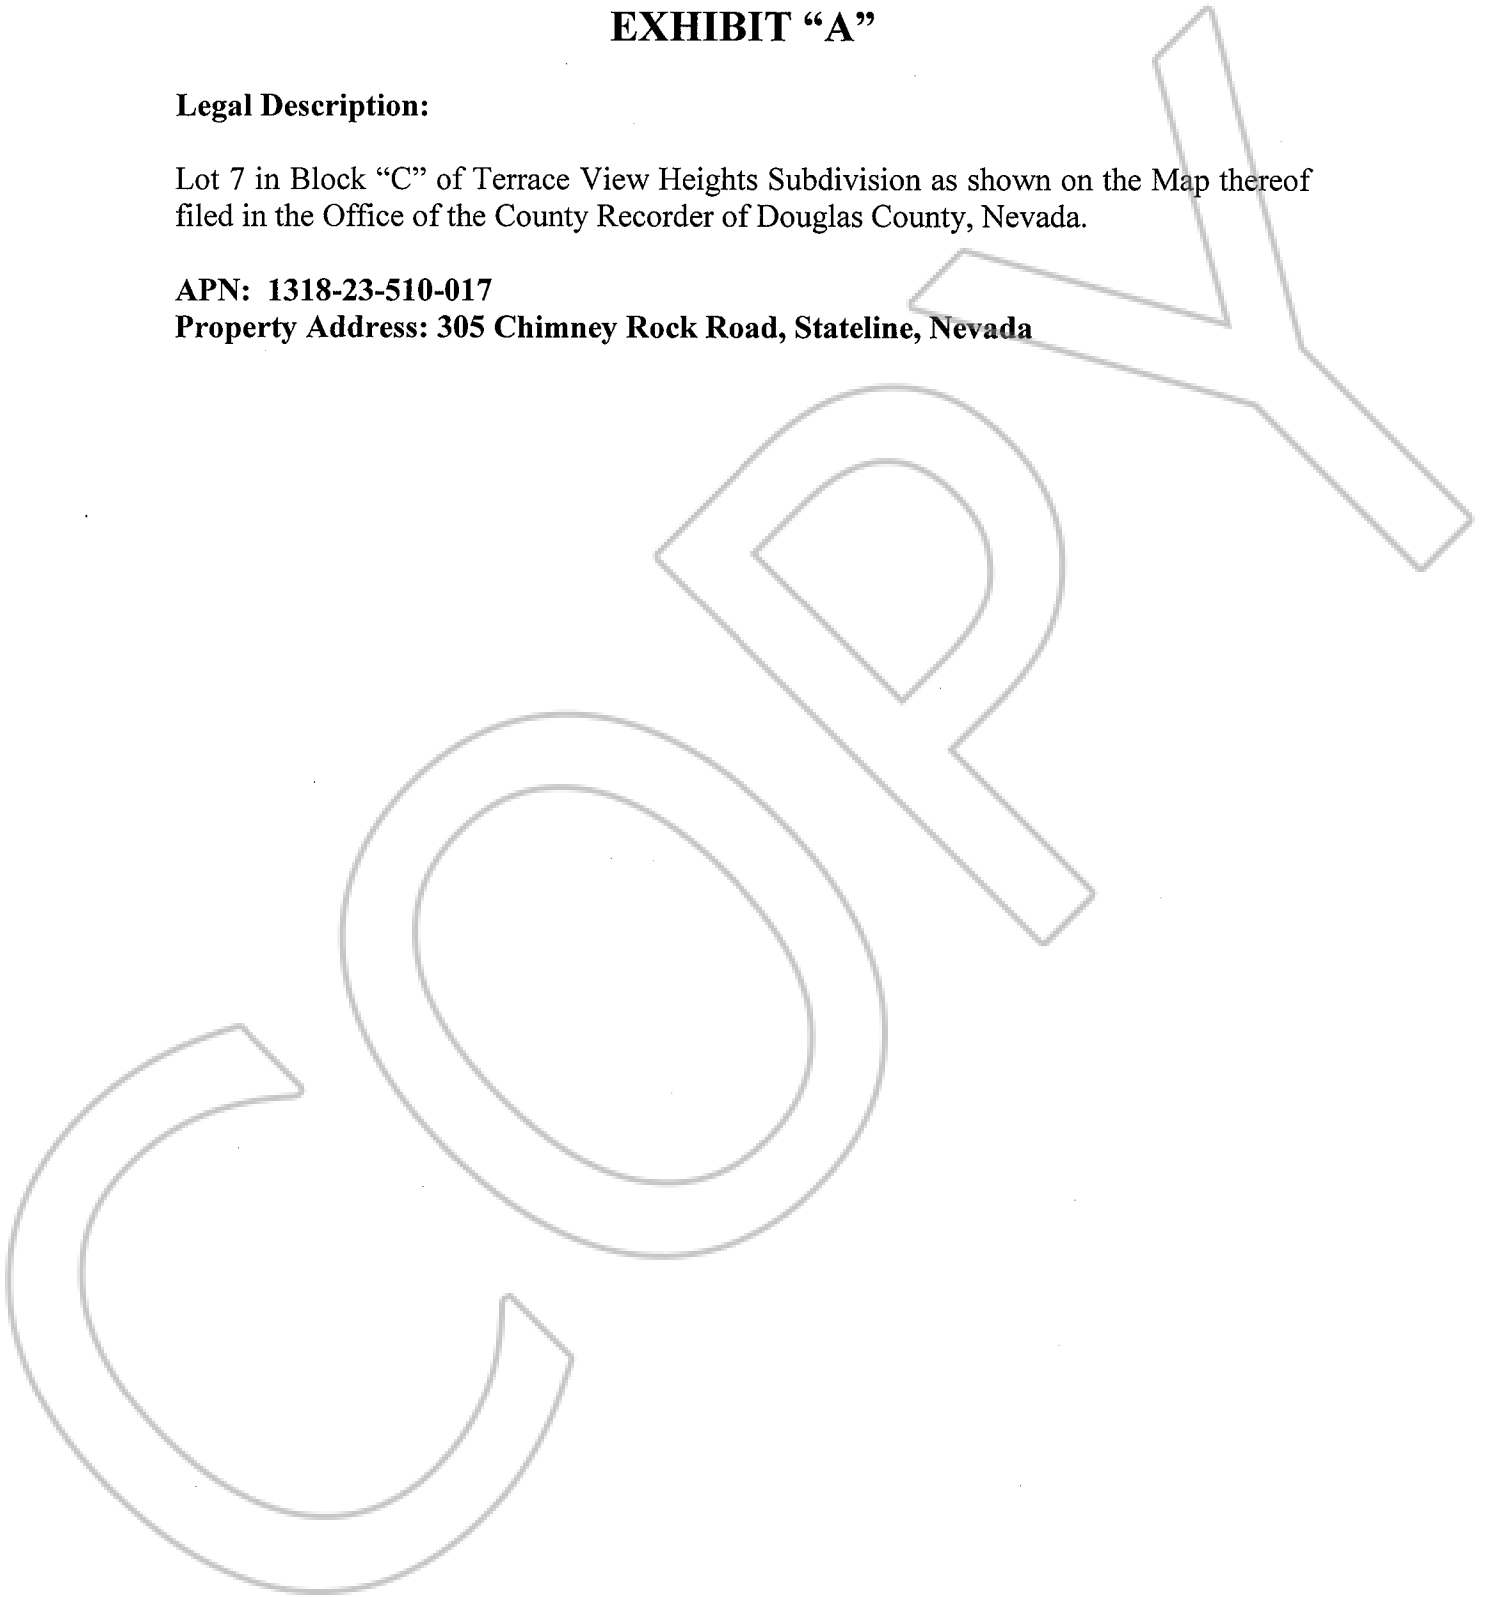 EXHIBIT “A”
Legal Description:
Lot 7 in Block “C” of Terrace View Heights Subdivision as shown on the Map thereof
filed in the Office of the County Recorder of Douglas County, Nevada.
APN: 1318-23-510-017
Property Address: 305 Chimney Rock Road, Stateline, Nevada
COPY